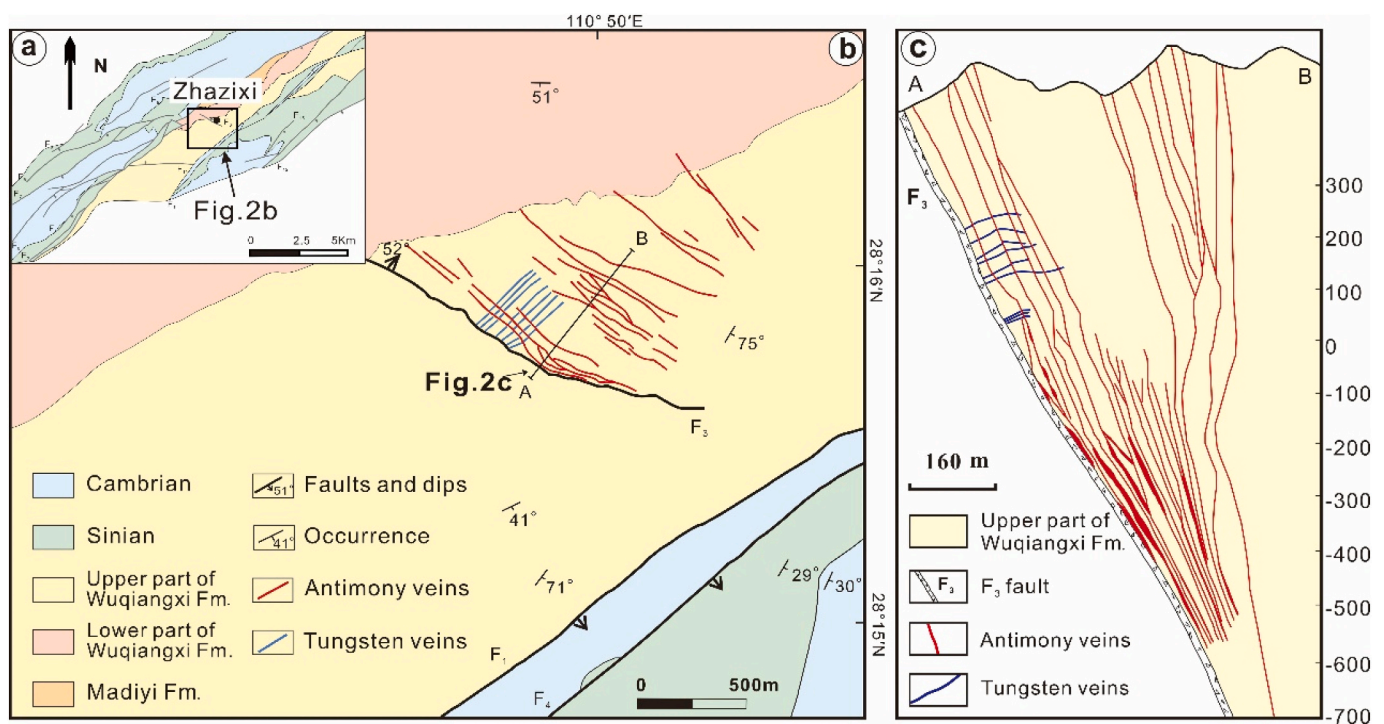 110° 50′E
a
N
Zhazixi
Fig.2b
0 2.5 5Km
b
51°
52°
B
28°16′N
75°
Fig.2c
A
F₃
41°
71°
29°
30°
28°15′N
F₁
F₄
0 500m
Cambrian
Sinian
Upper part of
Wuqiangxi Fm.
Lower part of
Wuqiangxi Fm.
Madiyi Fm.
51°
Faults and dips
41°
Occurrence
Antimony veins
Tungsten veins
c
A
B
F₃
300
200
100
0
-100
-200
-300
-400
-500
-600
-700
160 m
Upper part of
Wuqiangxi Fm.
F₃
F₃ fault
Antimony veins
Tungsten veins